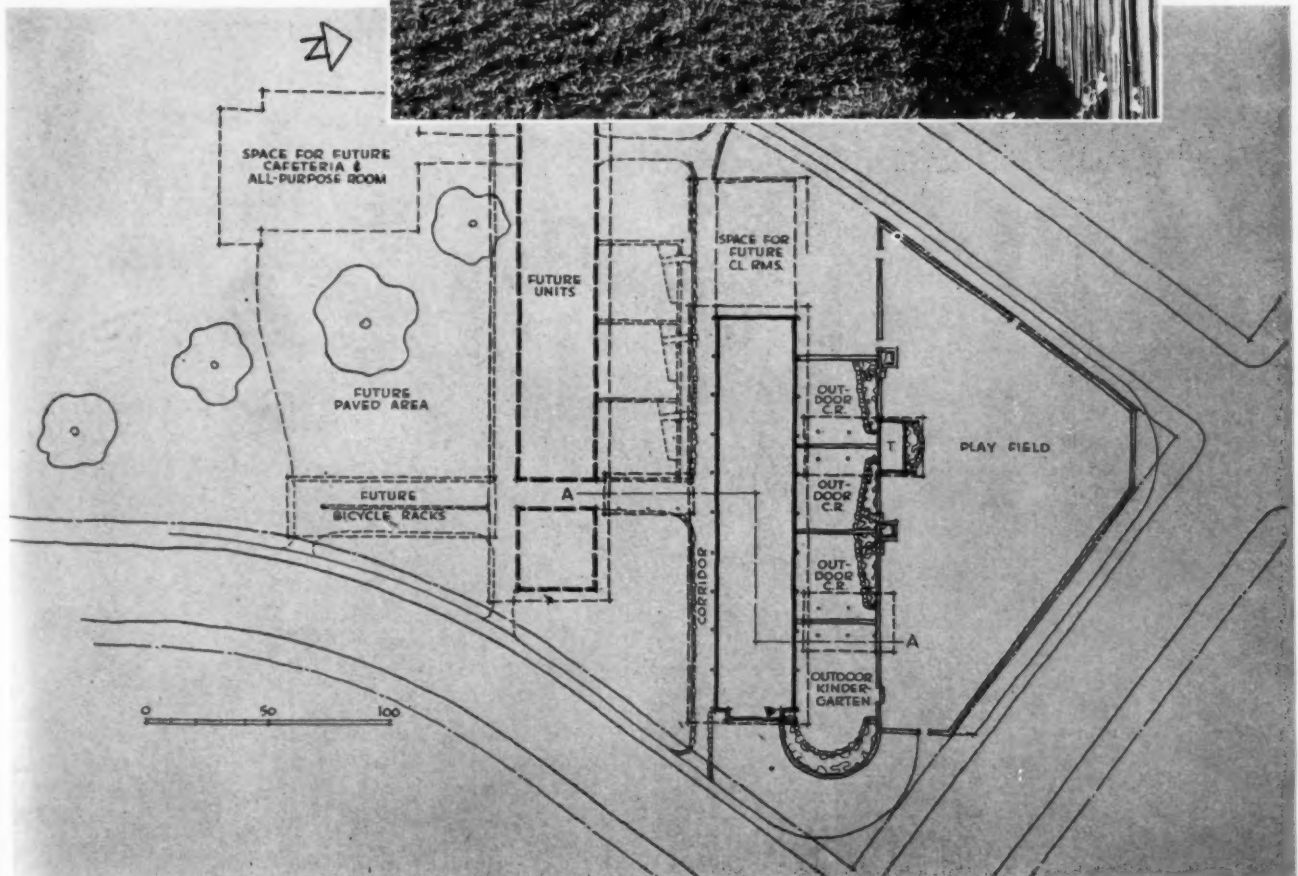 N
SPACE FOR FUTURE
CAFETERIA &
ALL-PURPOSE ROOM
SPACE FOR
FUTURE
CL. RMS.
FUTURE
UNITS
OUT-
DOOR
C.R.
FUTURE
PAVED AREA
T
PLAY FIELD
FUTURE
BICYCLE RACKS
A
OUT-
DOOR
C.R.
CORRIDOR
OUT-
DOOR
C.R.
A
OUTDOOR
KINDER-
GARTEN
0 50 100